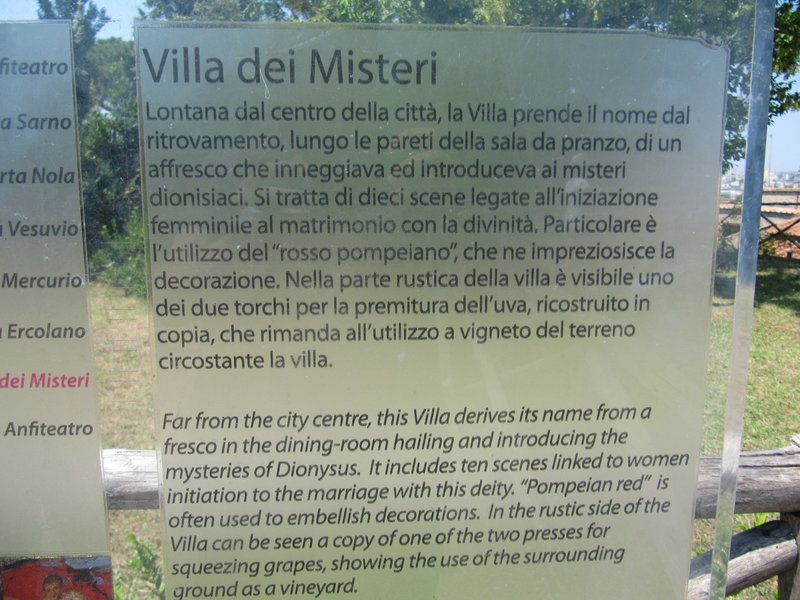 fiteatro
a Sarno
rta Nola
Vesuvio
Mercurio
Ercolano
dei Misteri
Anfiteatro
Villa dei Misteri
Lontana dal centro della città, la Villa prende il nome dal
ritrovamento, lungo le pareti della sala da pranzo, di un
affresco che inneggiava ed introduceva ai misteri
dionisiaci. Si tratta di dieci scene legate all'iniziazione
femminile al matrimonio con la divinità. Particolare è
l'utilizzo del "rosso pompeiano", che ne impreziosisce la
decorazione. Nella parte rustica della villa è visibile uno
dei due torchi per la premitura dell'uva, ricostruito in
copia, che rimanda all'utilizzo a vigneto del terreno
circostante la villa.
Far from the city centre, this Villa derives its name from a
fresco in the dining-room hailing and introducing the
mysteries of Dionysus. It includes ten scenes linked to women
initiation to the marriage with this deity. "Pompeian red" is
often used to embellish decorations. In the rustic side of the
Villa can be seen a copy of one of the two presses for
squeezing grapes, showing the use of the surrounding
ground as a vineyard.